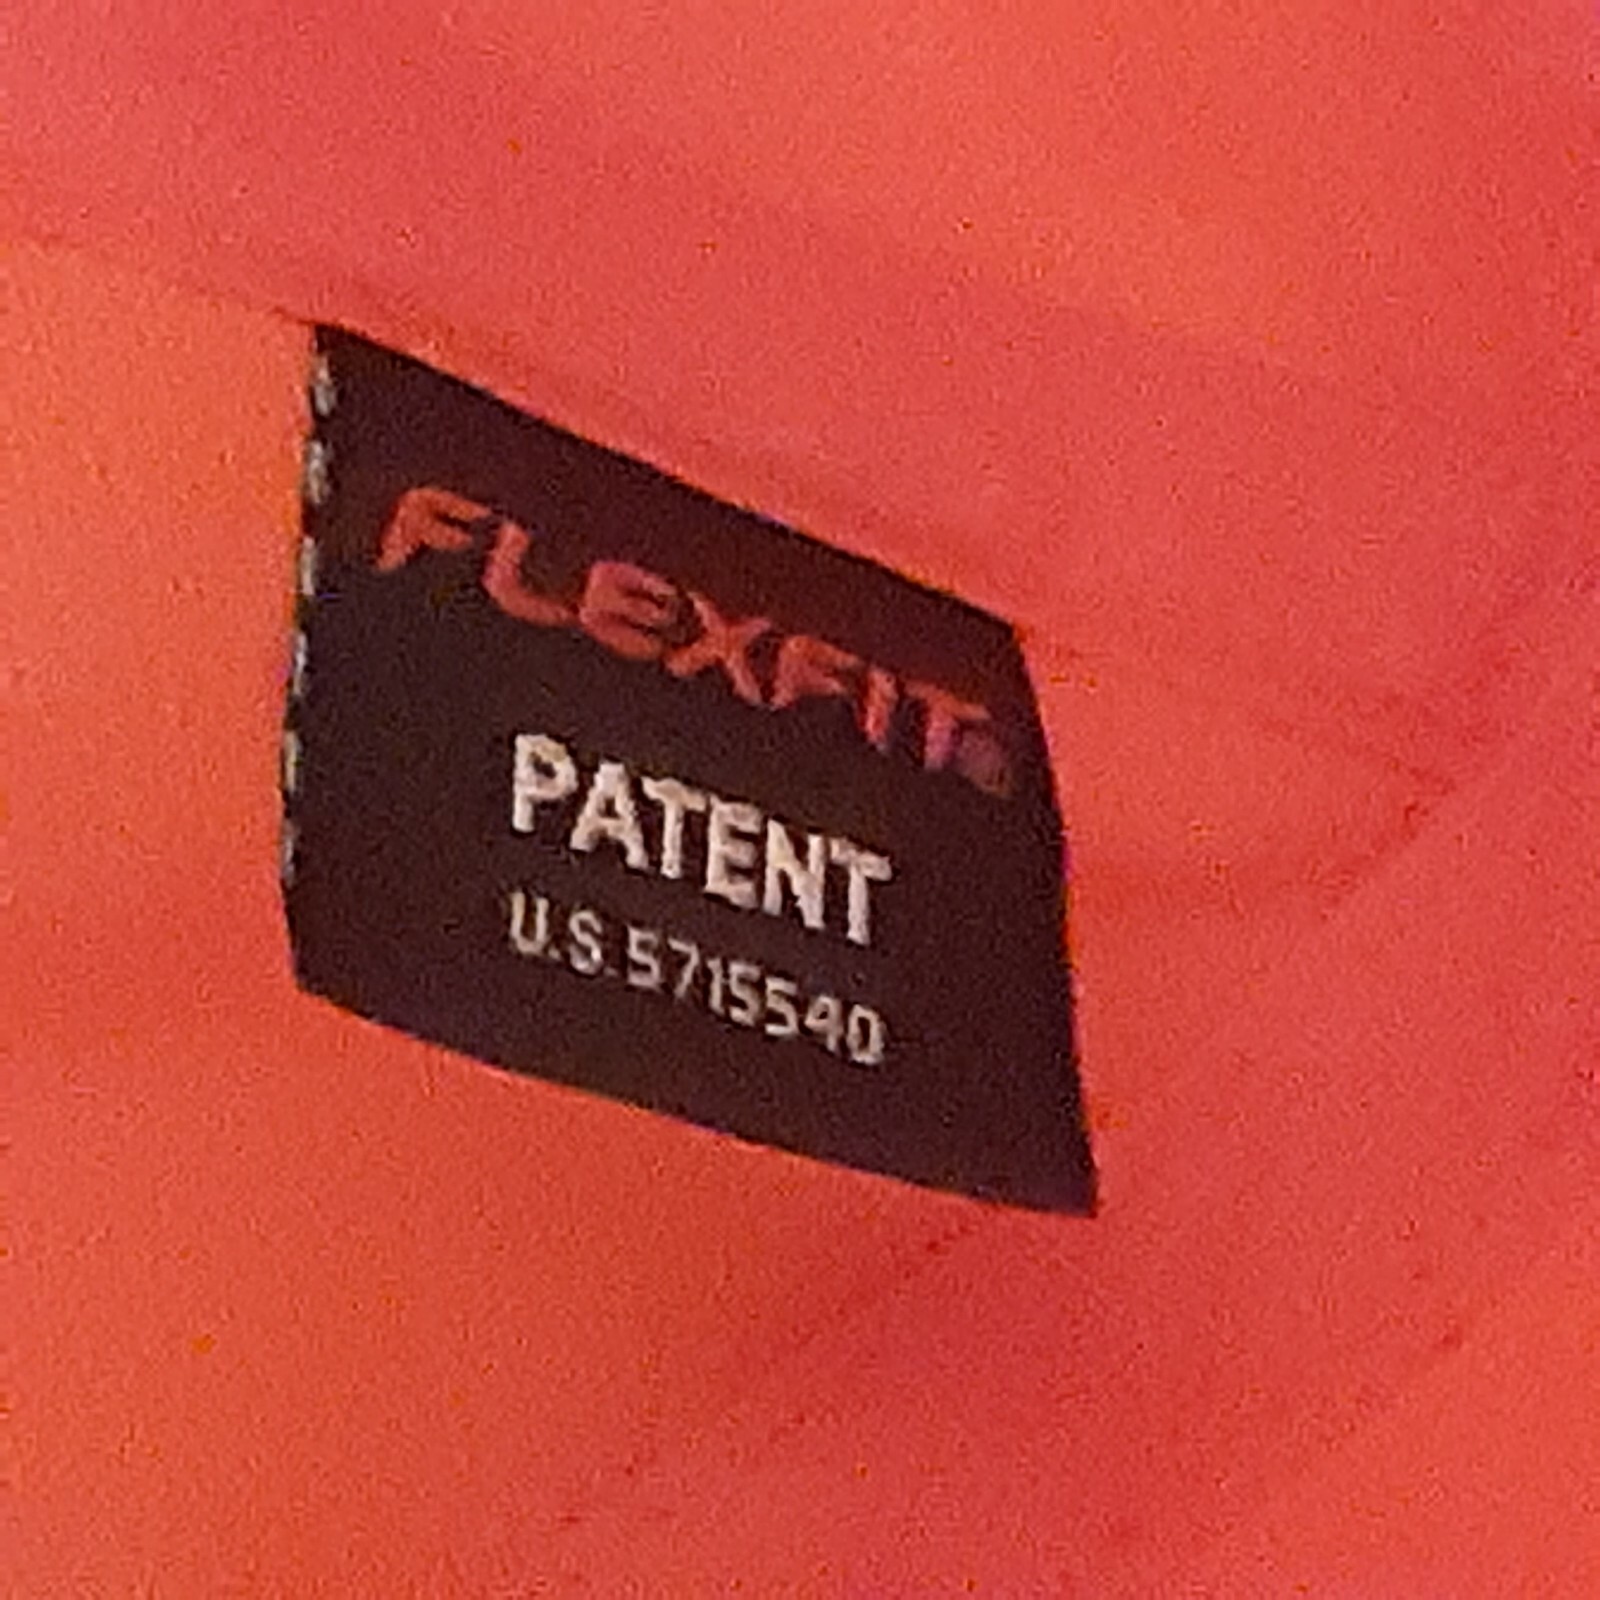 FLEXFIT®
PATENT
U.S. 5715540